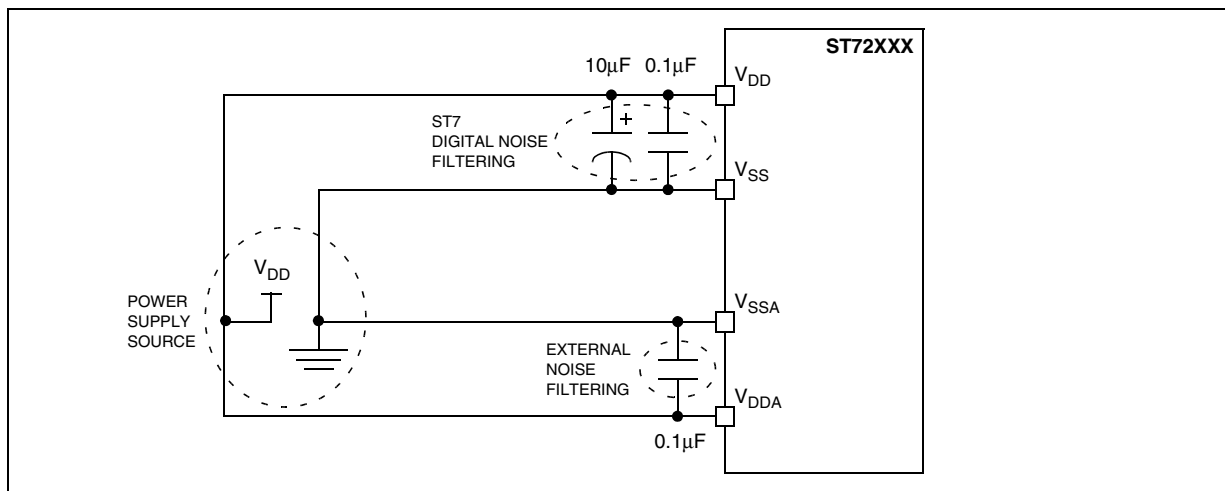 ST72XXX
10μF 0.1μF
VDD
ST7
DIGITAL NOISE
FILTERING
+
VSS
VDD
POWER
SUPPLY
SOURCE
VSSA
EXTERNAL
NOISE
FILTERING
VDDA
0.1μF